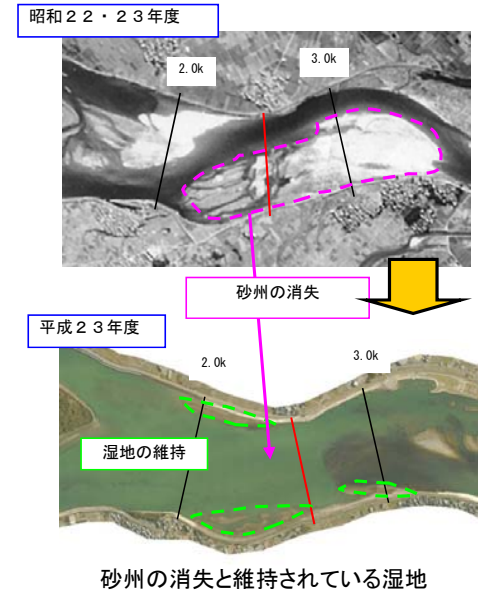 昭和２２・２３年度
2.0k
3.0k
砂州の消失
平成２３年度
2.0k
3.0k
湿地の維持
砂州の消失と維持されている湿地